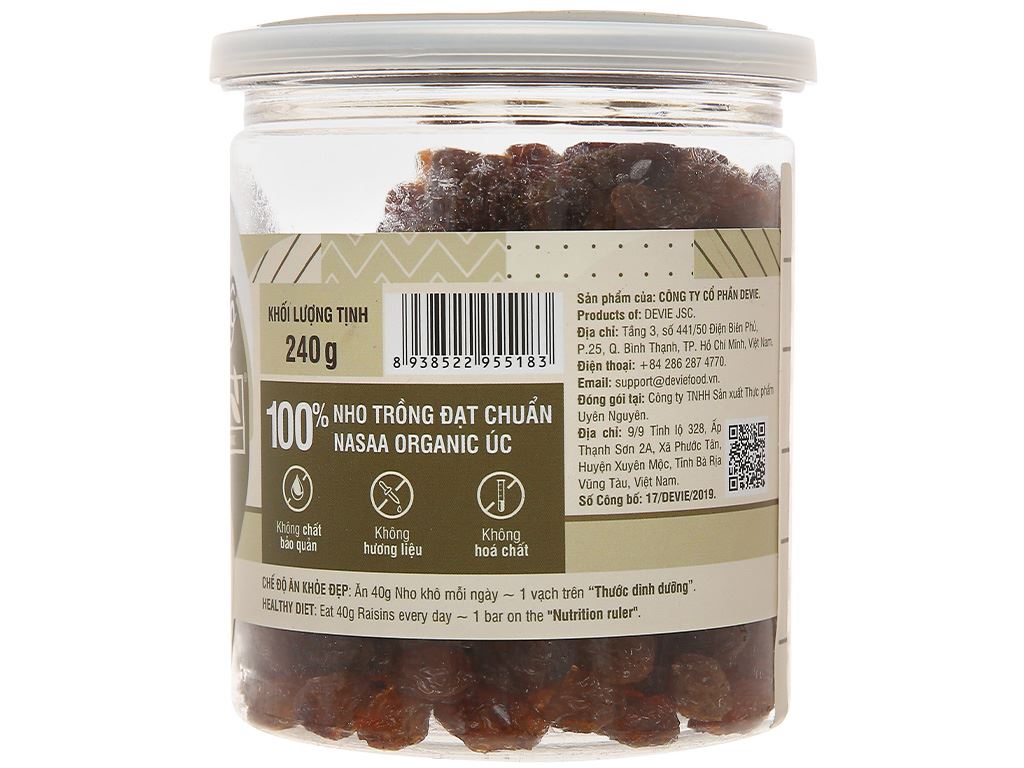 KHỐI LƯỢNG TỊNH
240g
8 938522 955183
Sản phẩm của: CÔNG TY CỔ PHẦN DEVIE.
Products of: DEVIE JSC.
Địa chỉ: Tầng 3, số 441/50 Điện Biên Phủ,
P.25, Q. Bình Thạnh, TP. Hồ Chí Minh, Việt Nam.
Điện thoại: +84 286 287 4770.
Email: support@deviefood.vn.
Đóng gói tại: Công ty TNHH Sản xuất Thực phẩm
Uyên Nguyên.
Địa chỉ: 9/9 Tỉnh lộ 328, Ấp
Thạnh Sơn 2A, Xã Phước Tân,
Huyện Xuyên Mộc, Tỉnh Bà Rịa
Vũng Tàu, Việt Nam.
Số Công bố: 17/DEVIE/2019.
100% NHO TRỒNG ĐẠT CHUẨN
NASAA ORGANIC ÚC
Không chất
bảo quản
Không
hương liệu
Không
hoá chất
CHẾ ĐỘ ĂN KHỎE ĐẸP: Ăn 40g Nho khô mỗi ngày ~ 1 vạch trên "Thước dinh dưỡng".
HEALTHY DIET: Eat 40g Raisins every day ~ 1 bar on the "Nutrition ruler".